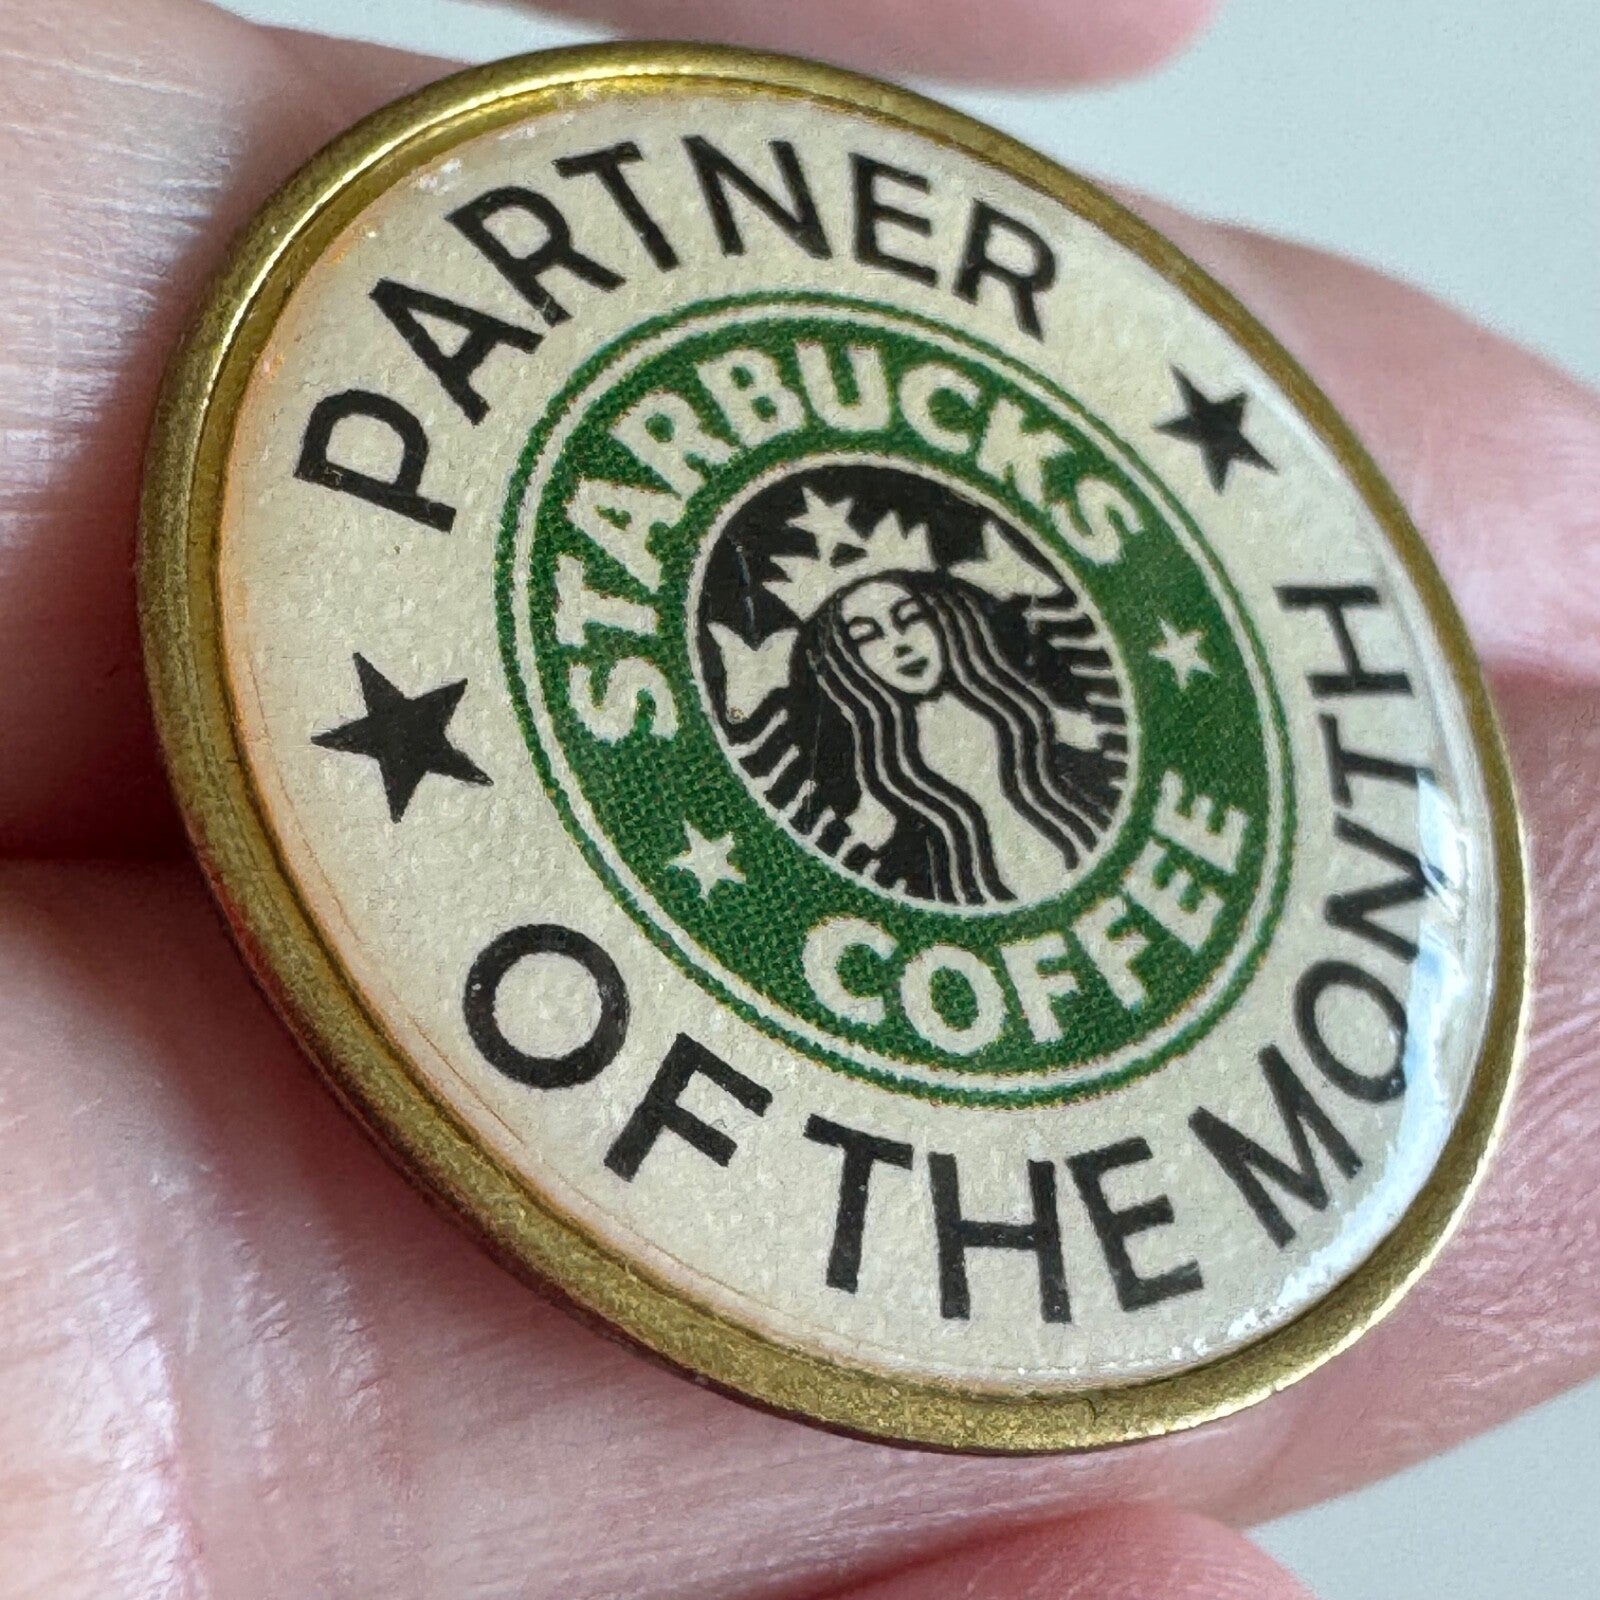 PARTNER
★ OF THE MONTH ★
STARBUCKS
★ COFFEE ★